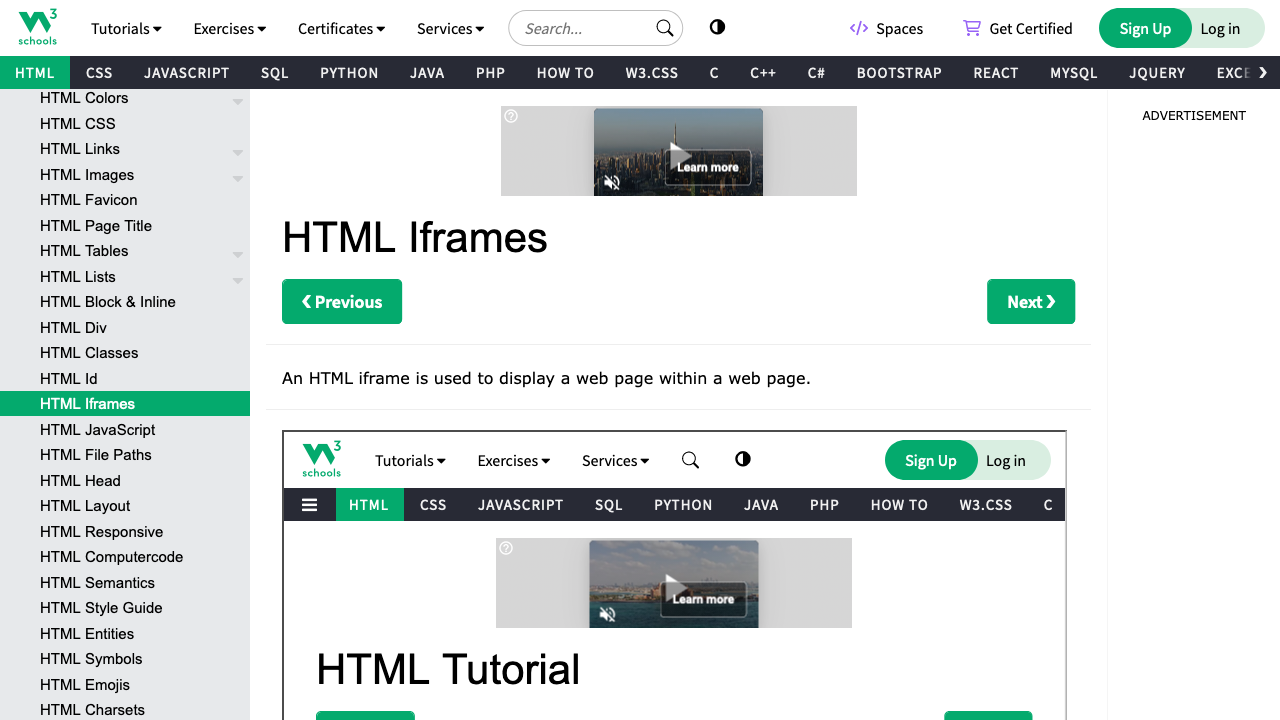 W3 schools
Tutorials
Exercises
Certificates
Services
Search...
Spaces
Get Certified
Sign Up
Log in
HTML
CSS
JAVASCRIPT
SQL
PYTHON
JAVA
PHP
HOW TO
W3.CSS
C
C++
C#
BOOTSTRAP
REACT
MYSQL
JQUERY
EXCE
HTML Colors
HTML CSS
HTML Links
HTML Images
HTML Favicon
HTML Page Title
HTML Tables
HTML Lists
HTML Block & Inline
HTML Div
HTML Classes
HTML Id
HTML Iframes
HTML JavaScript
HTML File Paths
HTML Head
HTML Layout
HTML Responsive
HTML Computercode
HTML Semantics
HTML Style Guide
HTML Entities
HTML Symbols
HTML Emojis
HTML Charsets
Learn more
HTML Iframes
❮ Previous
Next ❯
An HTML iframe is used to display a web page within a web page.
W3 schools
Tutorials
Exercises
Services
Sign Up
Log in
HTML
CSS
JAVASCRIPT
SQL
PYTHON
JAVA
PHP
HOW TO
W3.CSS
C
Learn more
HTML Tutorial
ADVERTISEMENT